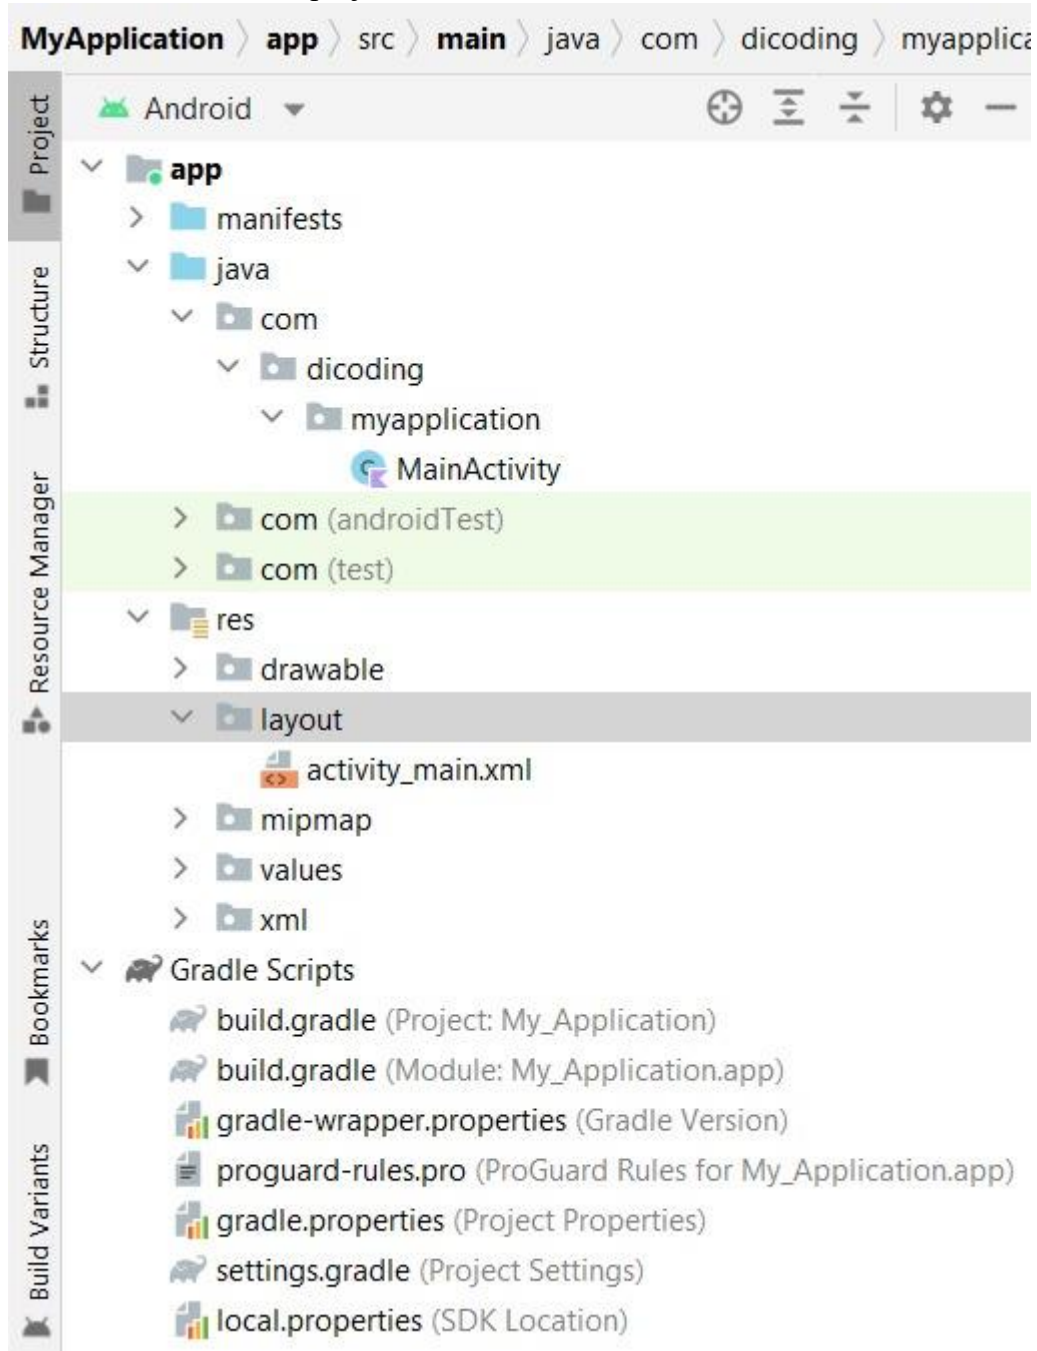 MyApplication app src main java com dicoding myapplica
Android
app
manifests
java
com
dicoding
myapplication
MainActivity
com (androidTest)
com (test)
res
drawable
layout
activity_main.xml
mipmap
values
xml
Gradle Scripts
build.gradle (Project: My_Application)
build.gradle (Module: My_Application.app)
gradle-wrapper.properties (Gradle Version)
proguard-rules.pro (ProGuard Rules for My_Application.app)
gradle.properties (Project Properties)
settings.gradle (Project Settings)
local.properties (SDK Location)
Project
Structure
Resource Manager
Bookmarks
Build Variants